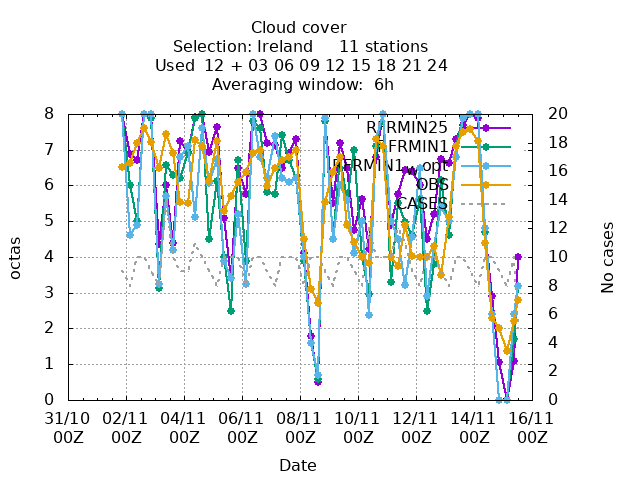 Cloud cover
Selection: Ireland     11 stations
Used  12 + 03 06 09 12 15 18 21 24
Averaging window:  6h
8 7 6 5 4 3 2 1 0
octas
20 18 16 14 12 10 8 6 4 2 0
No cases
RERMIN25
RERMIN1
RERMIN1_opt
OBS
CASES
31/10 02/11 04/11 06/11 08/11 10/11 12/11 14/11 16/11
00Z 00Z 00Z 00Z 00Z 00Z 00Z 00Z 00Z
Date